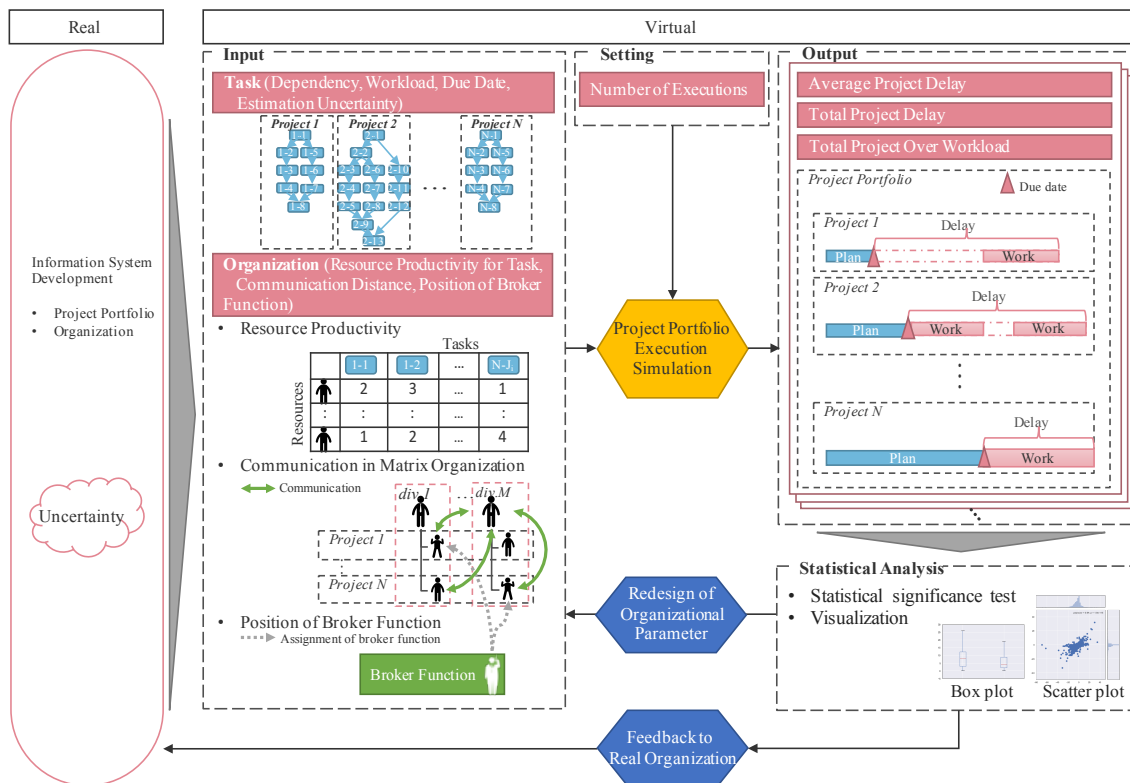 Real
Virtual
Information System
Development
• Project Portfolio
• Organization
Uncertainty
Input
Task (Dependency, Workload, Due Date,
Estimation Uncertainty)
Project 1
Project 2
Project N
1-1
1-2
1-5
1-3
1-6
1-4
1-7
1-8
2-1
2-2
2-3
2-6
2-10
2-4
2-7
2-11
2-5
2-8
2-12
2-9
2-13
...
N-1
N-2
N-5
N-3
N-6
N-4
N-7
N-8
Organization (Resource Productivity for Task,
Communication Distance, Position of Broker
Function)
• Resource Productivity
Tasks
Resources
1-1 1-2 ... N-Ji
2 3 ... 1
: : : :
1 2 ... 4
• Communication in Matrix Organization
Communication
div.1 ... div.M
Project 1
:
Project N
• Position of Broker Function
Assignment of broker function
Broker Function
Setting
Number of Executions
Project Portfolio
Execution
Simulation
Redesign of
Organizational
Parameter
Feedback to
Real Organization
Output
Average Project Delay
Total Project Delay
Total Project Over Workload
Project Portfolio
Due date
Project 1
Delay
Plan
Work
Project 2
Delay
Plan
Work
Work
...
Project N
Delay
Plan
Work
...
Statistical Analysis
• Statistical significance test
• Visualization
Box plot
Scatter plot